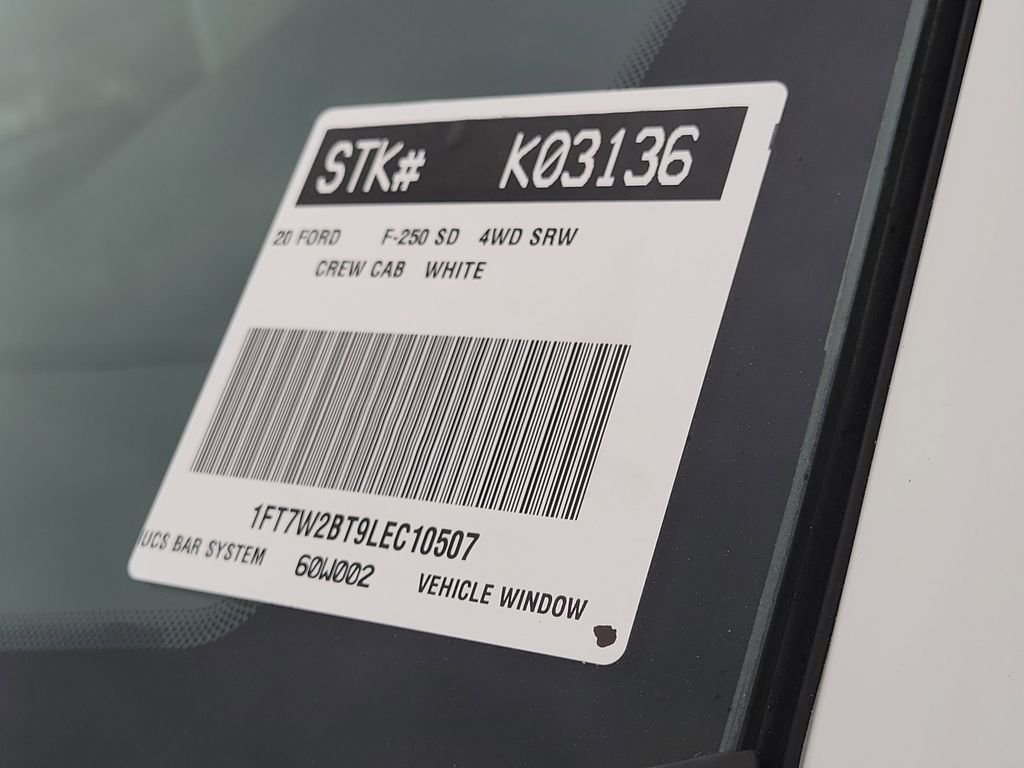 STK# K03136
20 FORD F-250 SD 4WD SRW
CREW CAB WHITE
1FT7W2BT9LEC10507
UCS BAR SYSTEM 60W002 VEHICLE WINDOW